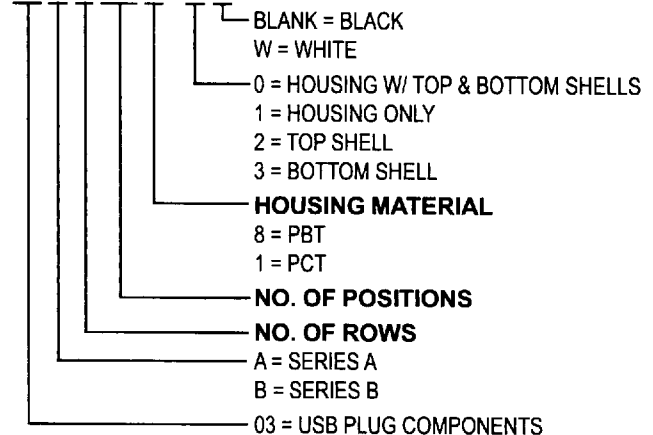 BLANK = BLACK
W = WHITE
0 = HOUSING W/ TOP & BOTTOM SHELLS
1 = HOUSING ONLY
2 = TOP SHELL
3 = BOTTOM SHELL
HOUSING MATERIAL
8 = PBT
1 = PCT
NO. OF POSITIONS
NO. OF ROWS
A = SERIES A
B = SERIES B
03 = USB PLUG COMPONENTS